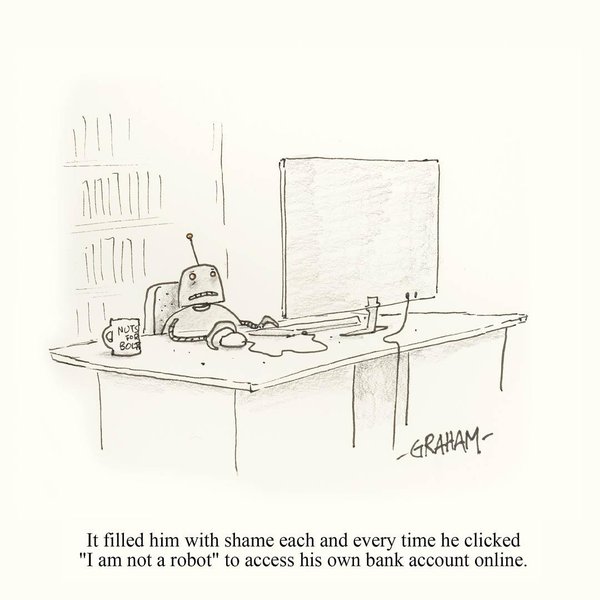 NUTS
FOR
BOLTS
-GRAHAM-
It filled him with shame each and every time he clicked
"I am not a robot" to access his own bank account online.